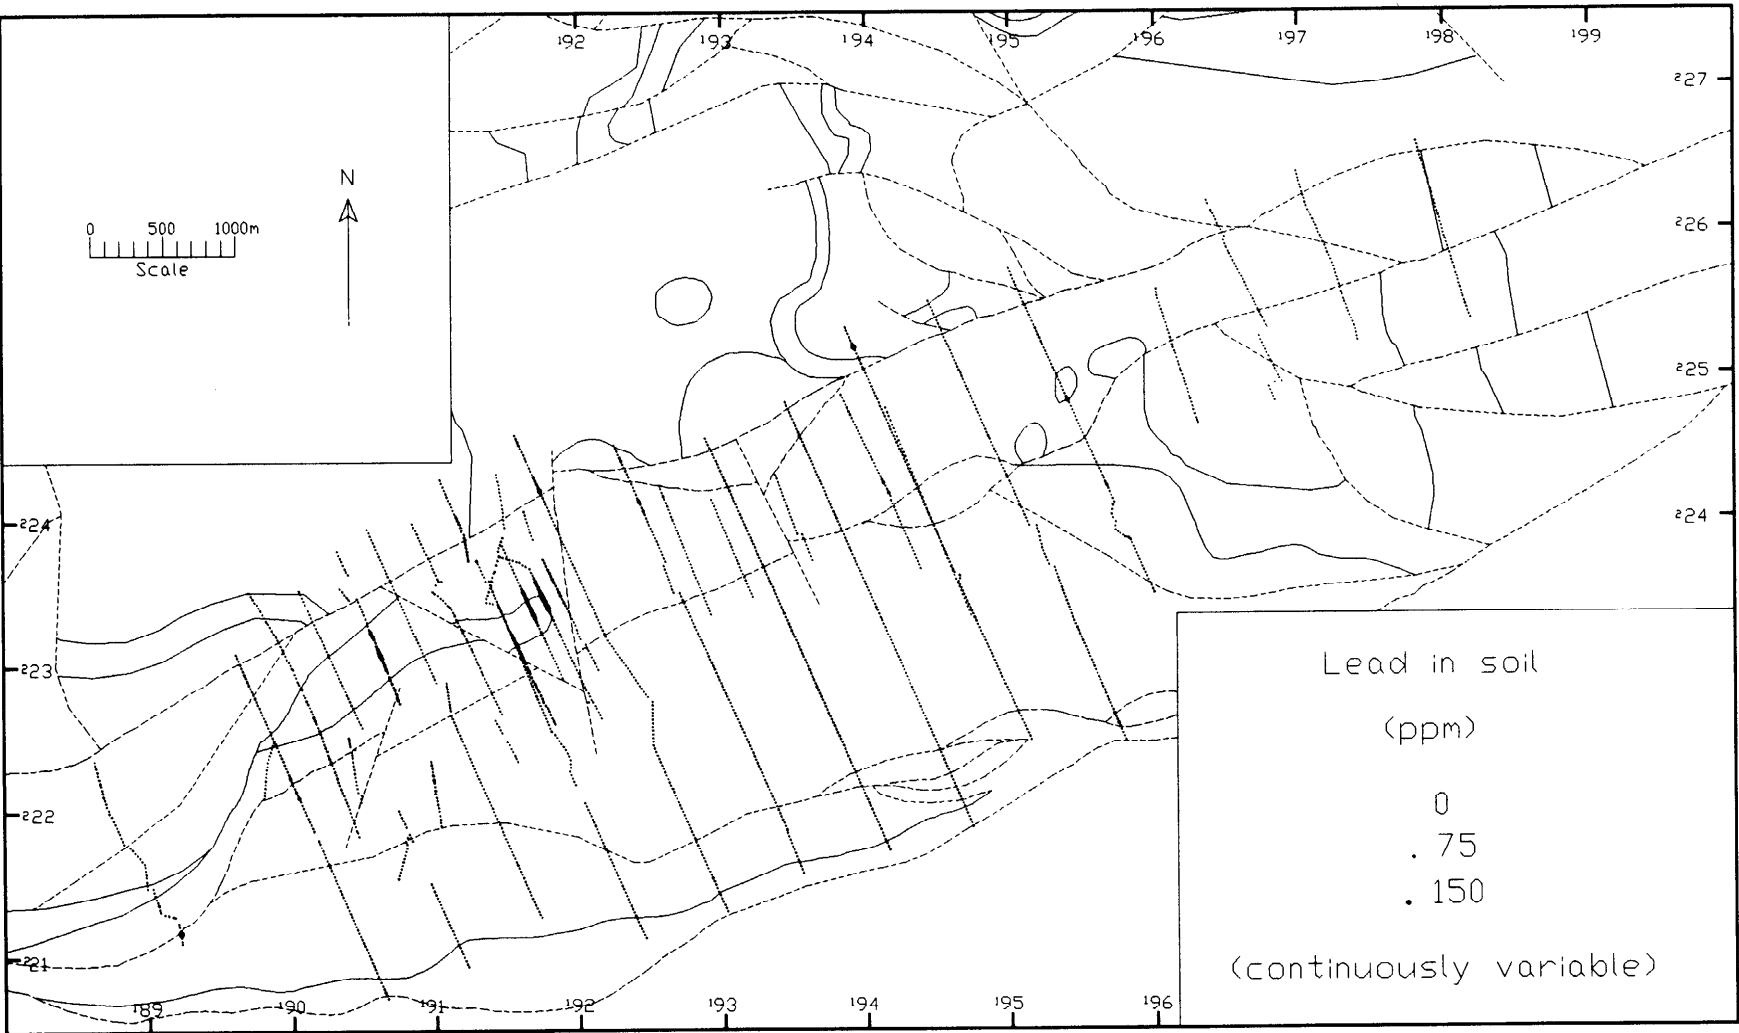 192 193 194 195 196 197 198 199
227
N
0 500 1000m
Scale
226
225
224 224
223
222
221
Lead in soil
(ppm)
0
. 75
. 150
(continuously variable)
189 190 191 192 193 194 195 196